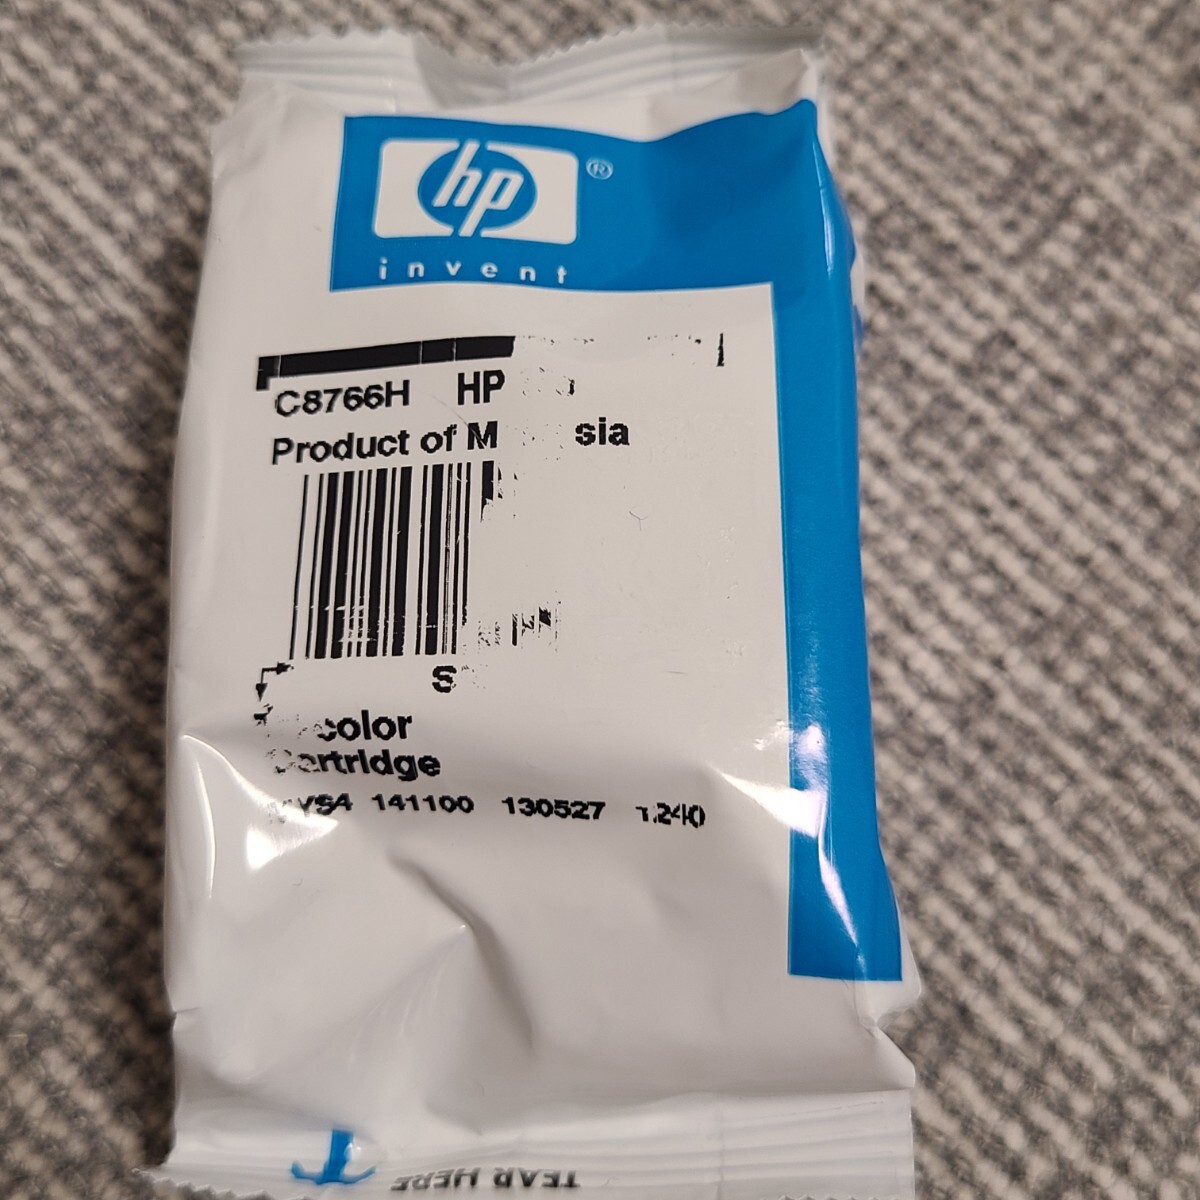 hp ®
invent
C8766H HP
Product of M sia
S
color
Cartridge
141100 130527
TEAR HERE